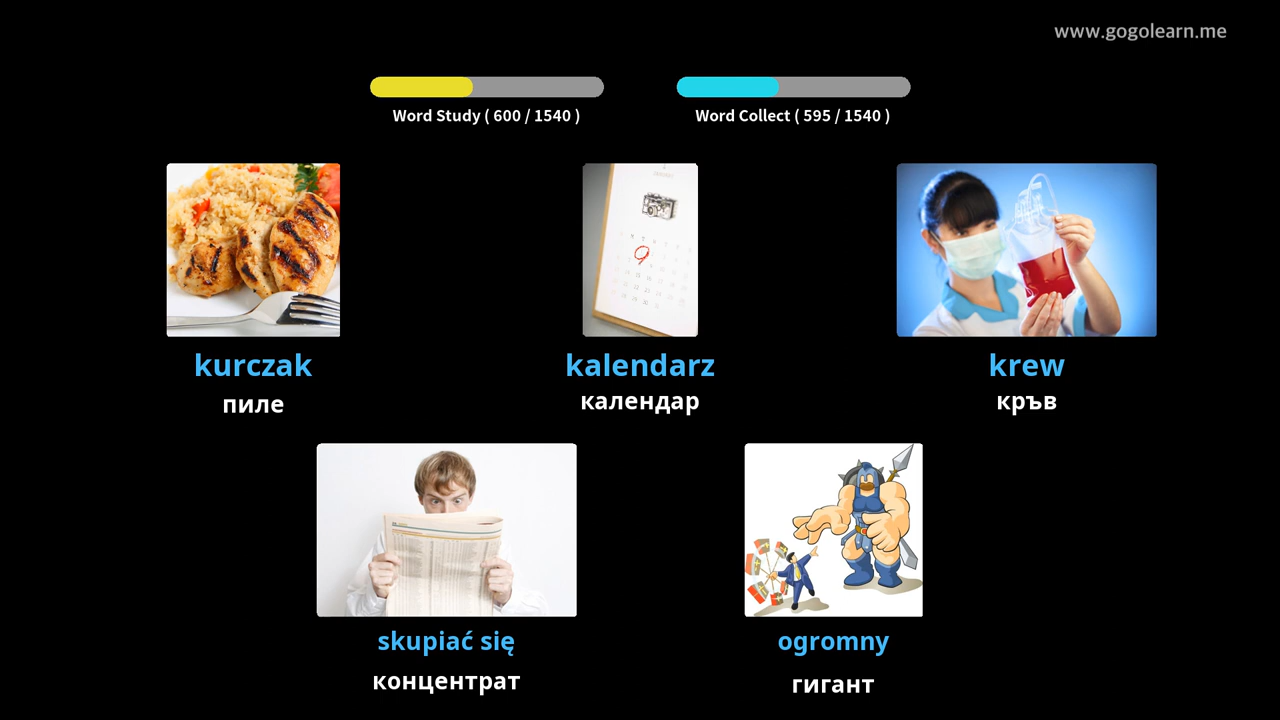 www.gogolearn.me
Word Study ( 600 / 1540 )
Word Collect ( 595 / 1540 )
kurczak
пиле
kalendarz
календар
krew
кръв
skupiać się
концентрат
ogromny
гигант